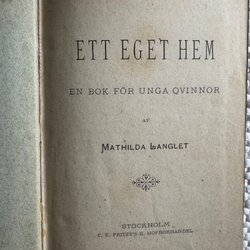 ETT EGET HEM
EN BOK FÖR UNGA QVINNOR
AF
MATHILDA LANGLET
STOCKHOLM
C. E. FRITZE'S K. HOFBOKHANDEL